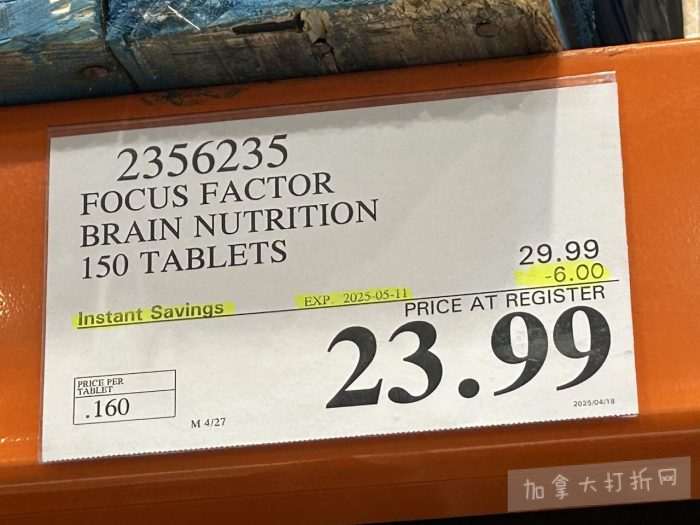 2356235
FOCUS FACTOR
BRAIN NUTRITION
150 TABLETS
29.99
-6.00
Instant Savings
EXP. 2025-05-11
PRICE AT REGISTER
23.99
PRICE PER
TABLET
.160
M 4/27
2025/04/18
加拿大打折网